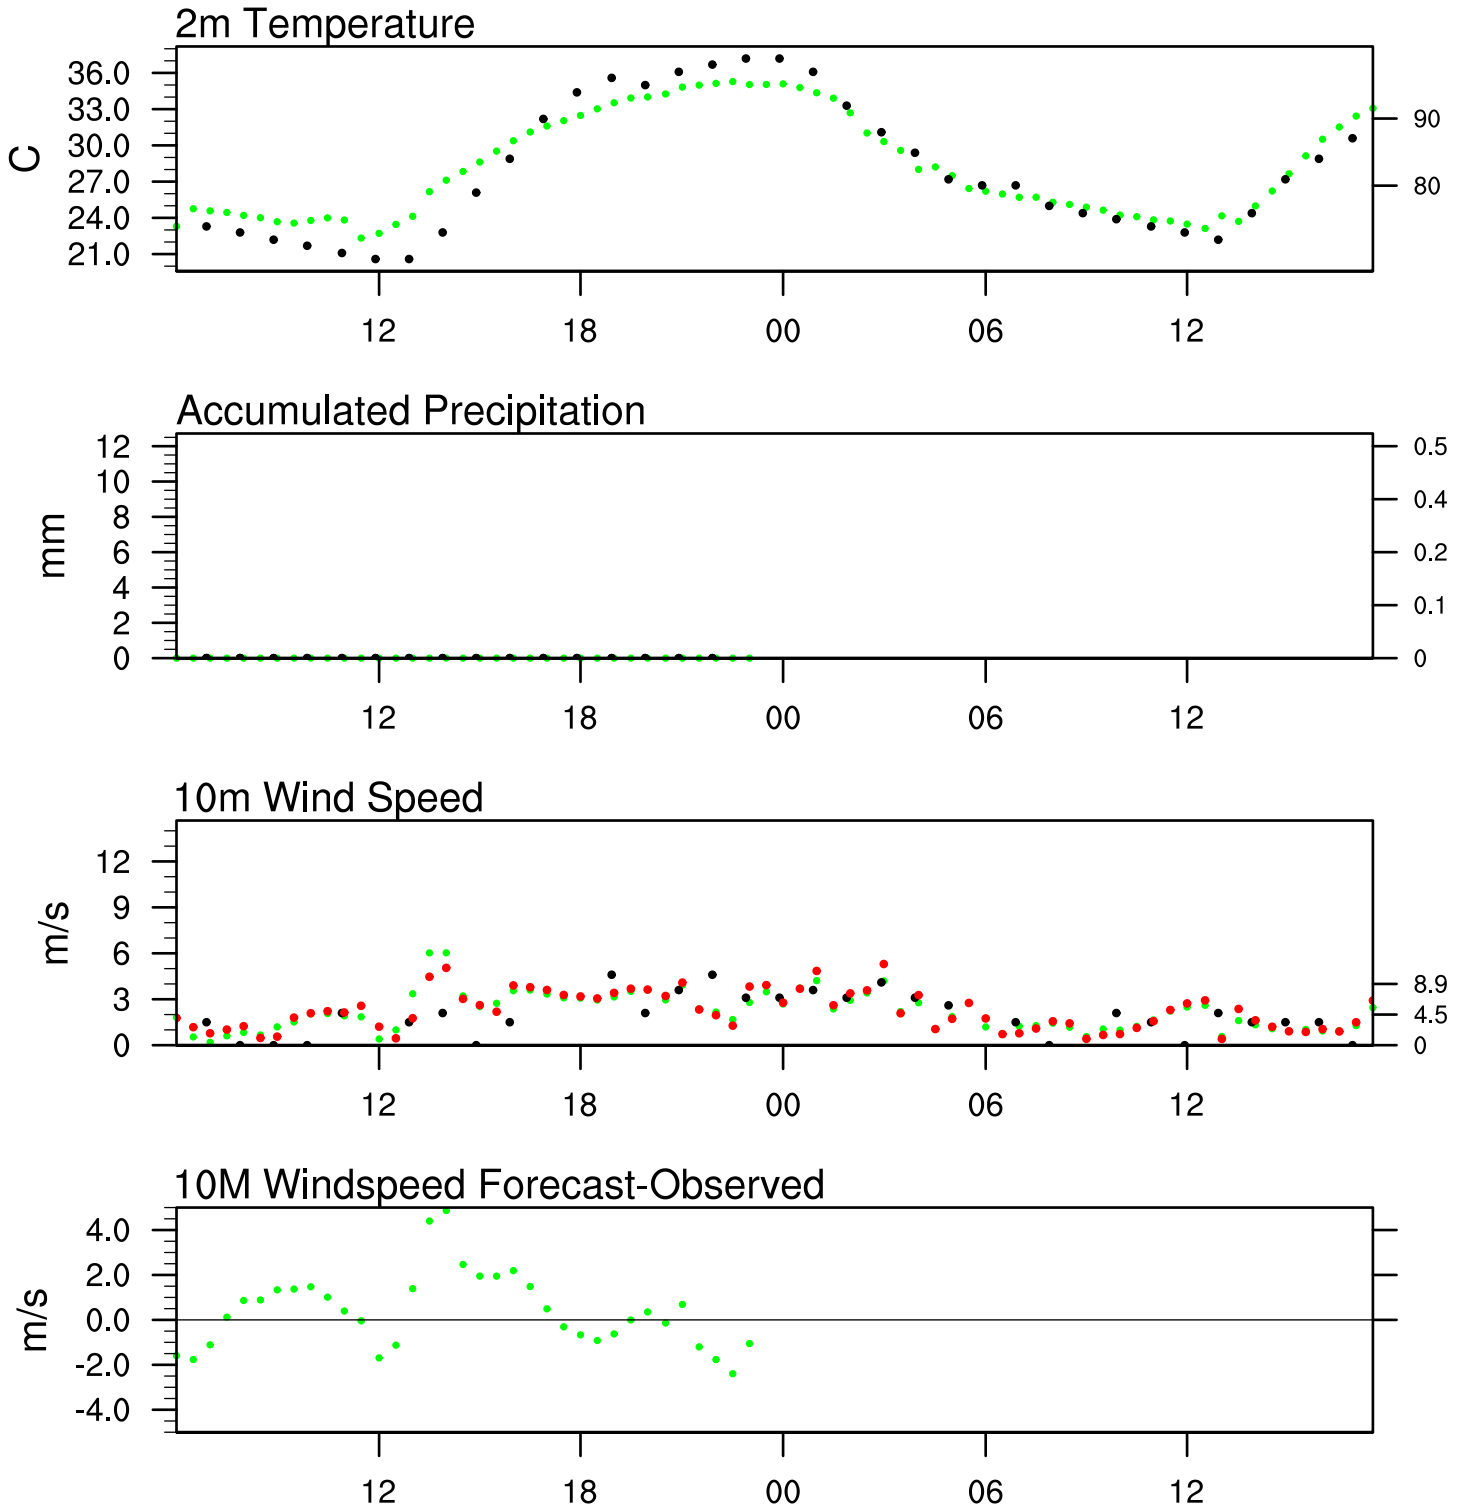 2m Temperature
36.0
33.0
30.0
27.0
24.0
21.0
C
90
80
12 18 00 06 12
Accumulated Precipitation
12
10
8
6
4
2
0
mm
0.5
0.4
0.2
0.1
0
12 18 00 06 12
10m Wind Speed
12
9
6
3
0
m/s
8.9
4.5
0
12 18 00 06 12
10M Windspeed Forecast-Observed
4.0
2.0
0.0
-2.0
-4.0
m/s
12 18 00 06 12